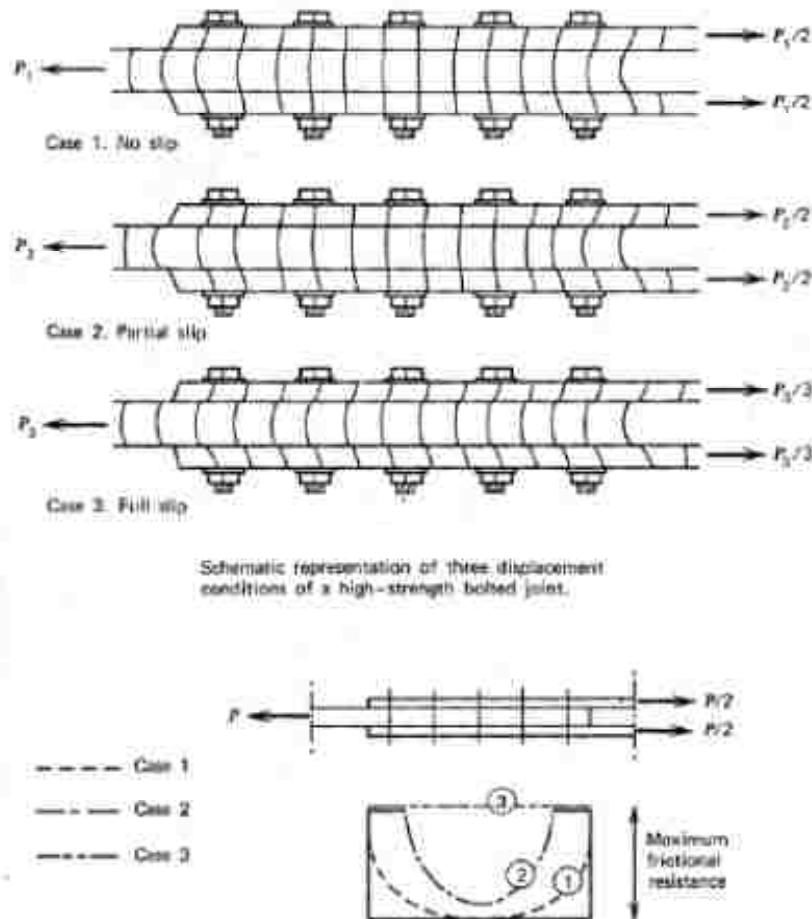 P₁
P₁/2
P₁/2
Case 1. No slip
P₂
P₂/2
P₂/2
Case 2. Partial slip
P₃
P₃/3
P₃/3
Case 3. Full slip
Schematic representation of three displacement
conditions of a high-strength bolted joint.
P
P/2
P/2
Case 1
Case 2
Case 3
3
2
1
Maximum
frictional
resistance